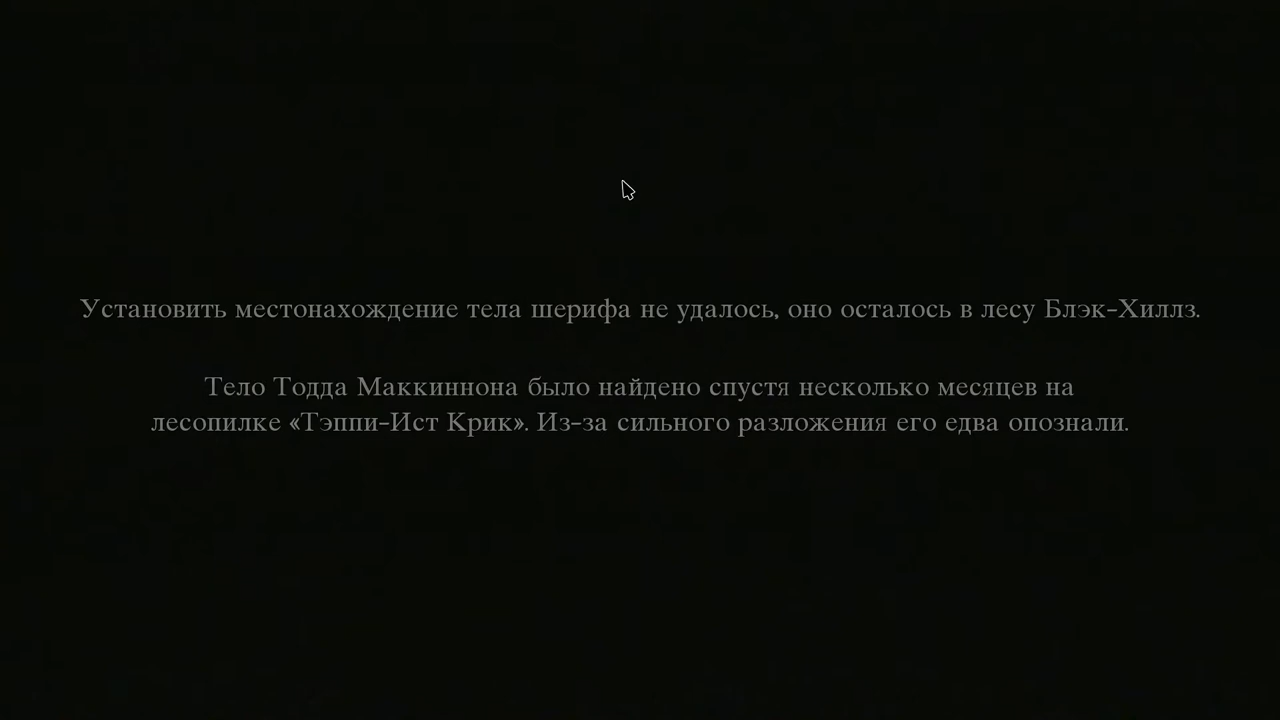 Установить местонахождение тела шерифа не удалось, оно осталось в лесу Блэк-Хиллз.
Тело Тодда Маккиннона было найдено спустя несколько месяцев на
лесопилке «Тэппи-Ист Крик». Из-за сильного разложения его едва опознали.